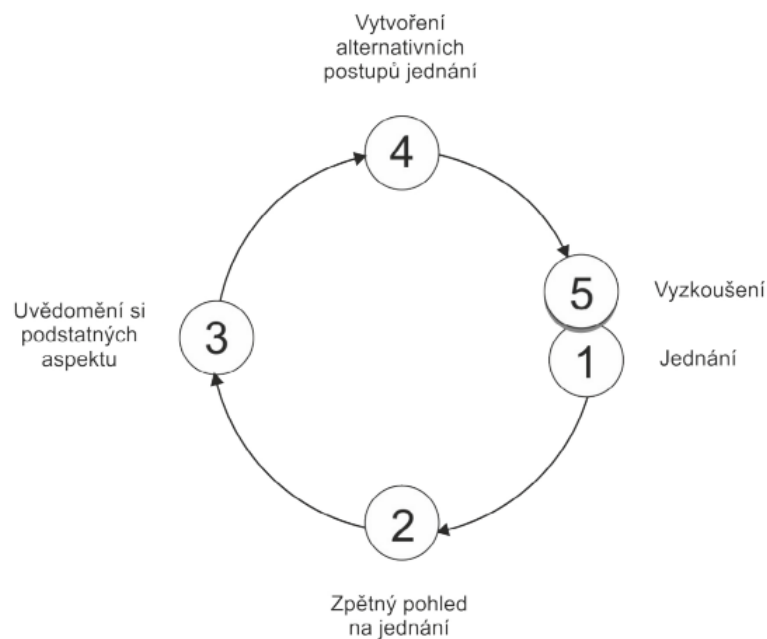 Vytvoření
alternativních
postupů jednání
4
5
Vyzkoušení
Uvědomění si
podstatných
aspektu
3
1
Jednání
2
Zpětný pohled
na jednání